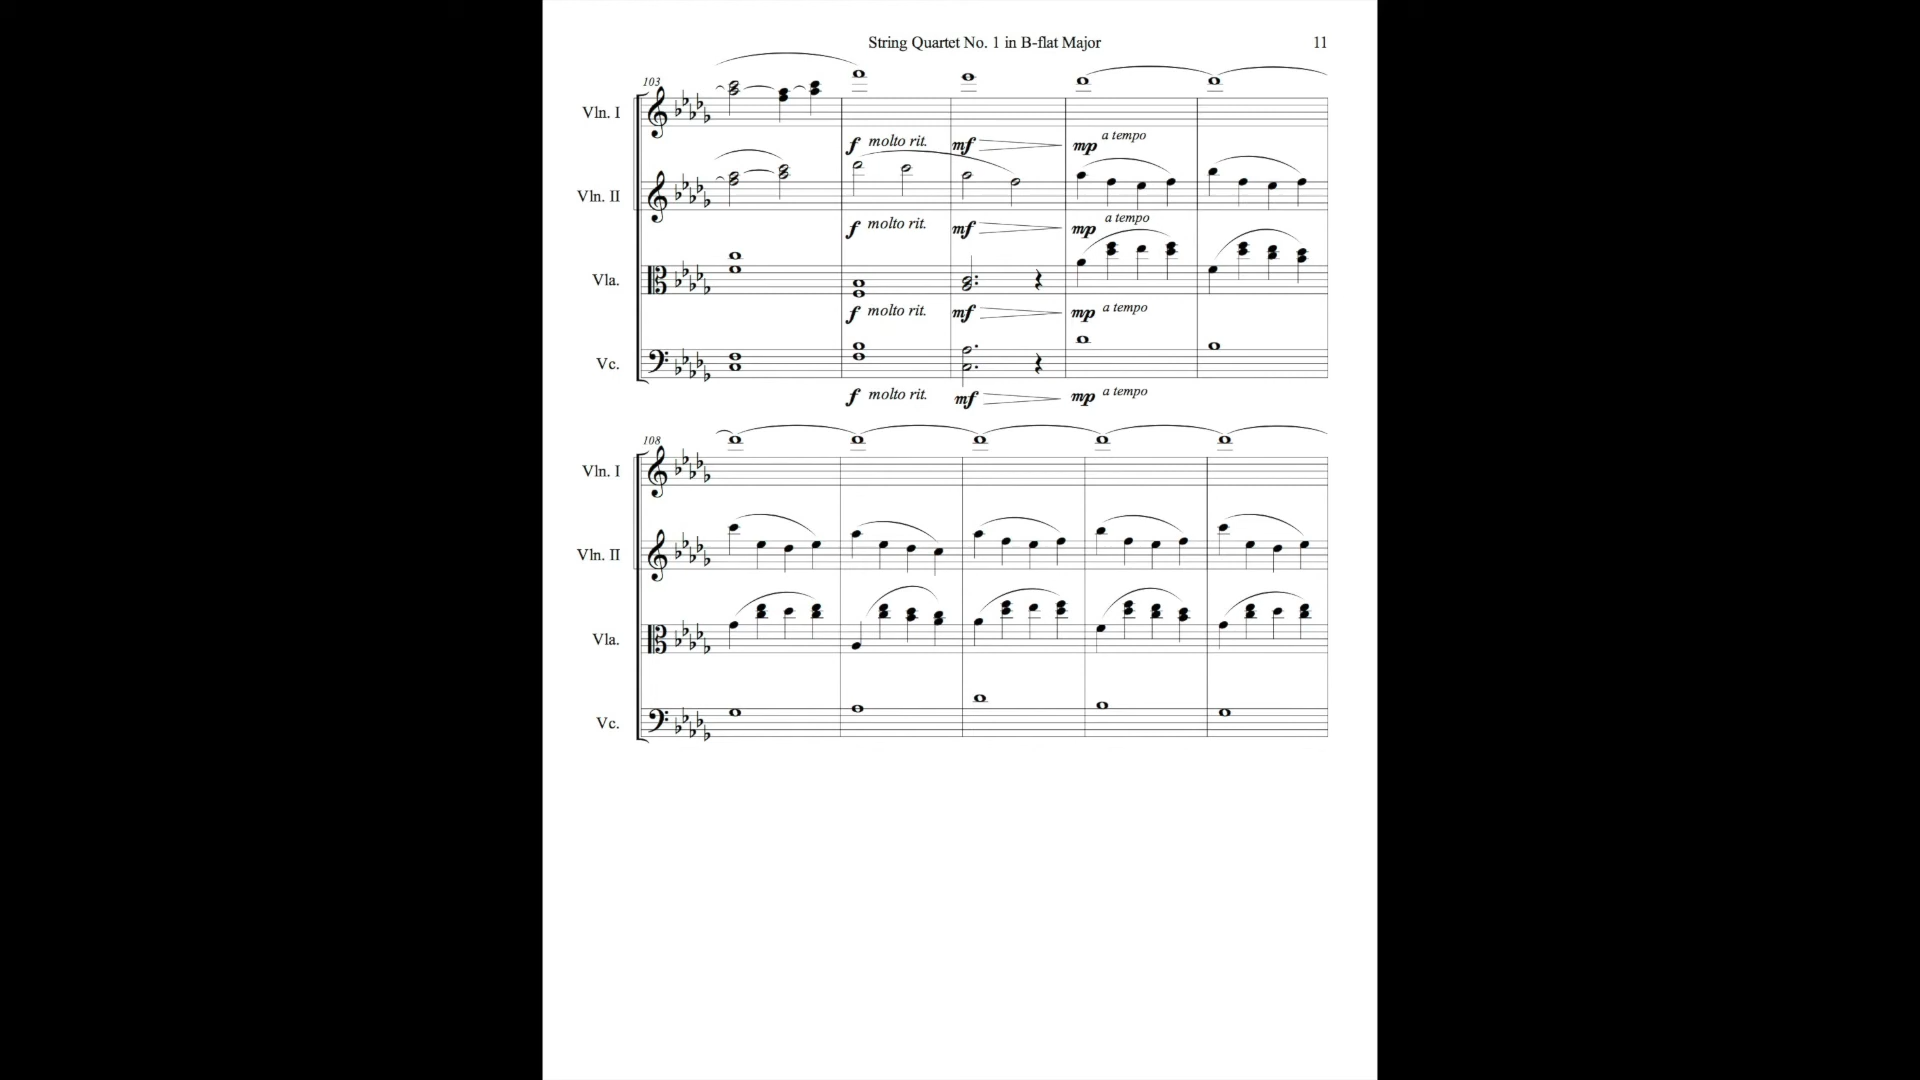 String Quartet No. 1 in B-flat Major 11
103
Vln. I
f molto rit. mf mp a tempo
Vln. II
f molto rit. mf mp a tempo
Vla.
f molto rit. mf mp a tempo
Vc.
f molto rit. mf mp a tempo
108
Vln. I
Vln. II
Vla.
Vc.